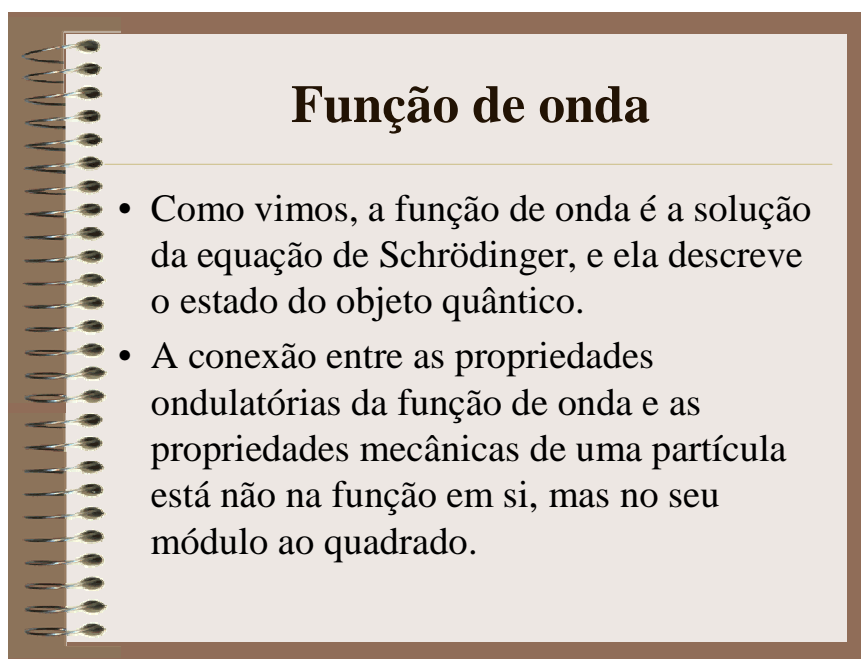 Função de onda
• Como vimos, a função de onda é a solução
da equação de Schrödinger, e ela descreve
o estado do objeto quântico.
• A conexão entre as propriedades
ondulatórias da função de onda e as
propriedades mecânicas de uma partícula
está não na função em si, mas no seu
módulo ao quadrado.